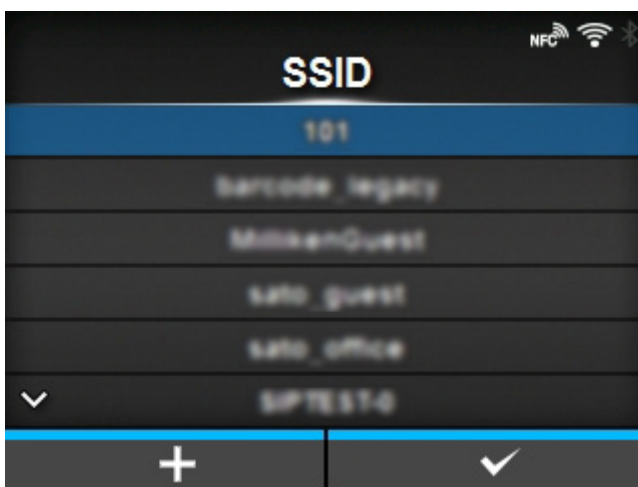 NFC
SSID
101
barcode_legacy
MillikenGuest
sato_guest
sato_office
SIPTEST-0